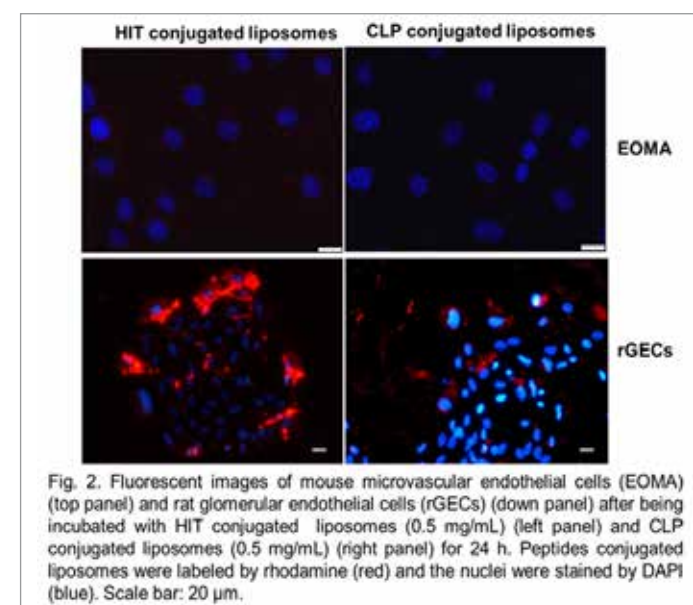 HIT conjugated liposomes CLP conjugated liposomes
EOMA
rGECs
Fig. 2. Fluorescent images of mouse microvascular endothelial cells (EOMA)
(top panel) and rat glomerular endothelial cells (rGECs) (down panel) after being
incubated with HIT conjugated liposomes (0.5 mg/mL) (left panel) and CLP
conjugated liposomes (0.5 mg/mL) (right panel) for 24 h. Peptides conjugated
liposomes were labeled by rhodamine (red) and the nuclei were stained by DAPI
(blue). Scale bar: 20 μm.